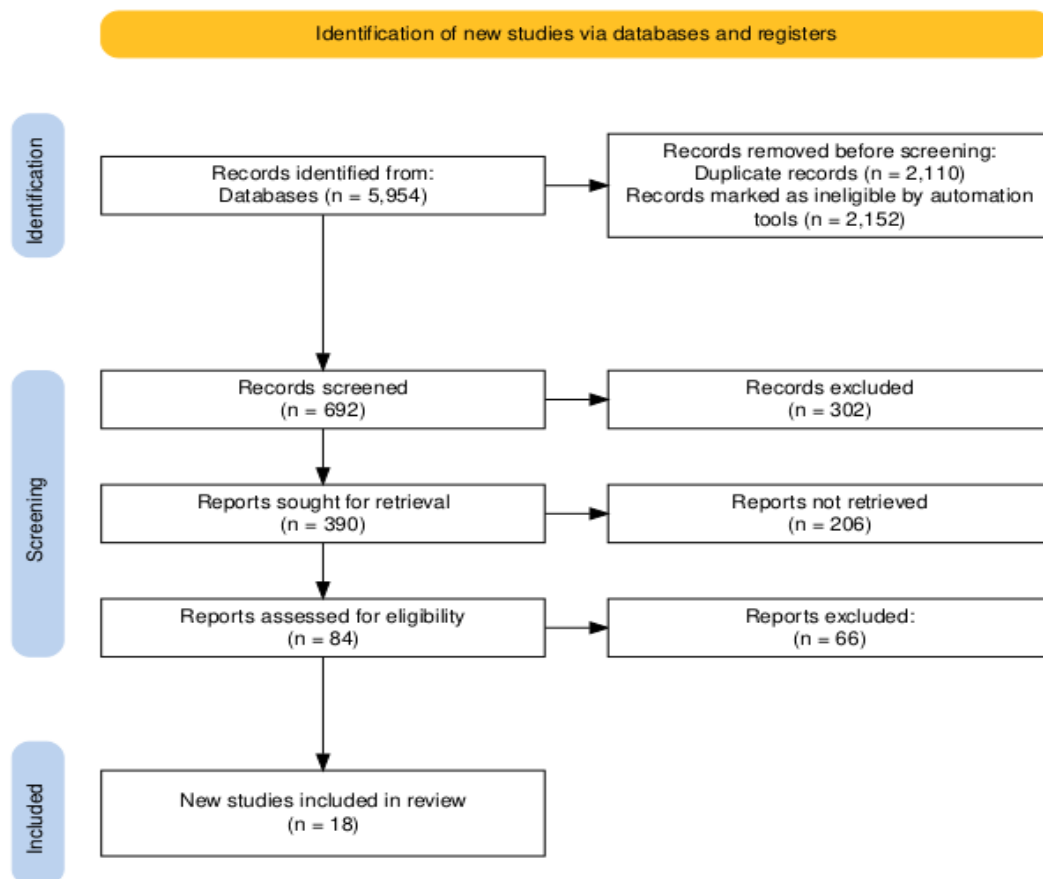 Identification of new studies via databases and registers
Identification
Records identified from:
Databases (n = 5,954)
Records removed before screening:
Duplicate records (n = 2,110)
Records marked as ineligible by automation
tools (n = 2,152)
Screening
Records screened
(n = 692)
Records excluded
(n = 302)
Reports sought for retrieval
(n = 390)
Reports not retrieved
(n = 206)
Reports assessed for eligibility
(n = 84)
Reports excluded:
(n = 66)
Included
New studies included in review
(n = 18)